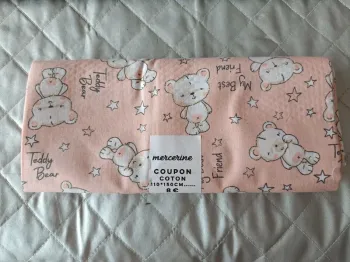 Teddy
Bear
My Best
Friend
Teddy
Bear
mercerine
COUPON
COTON
110*150CM......
8€
Friend